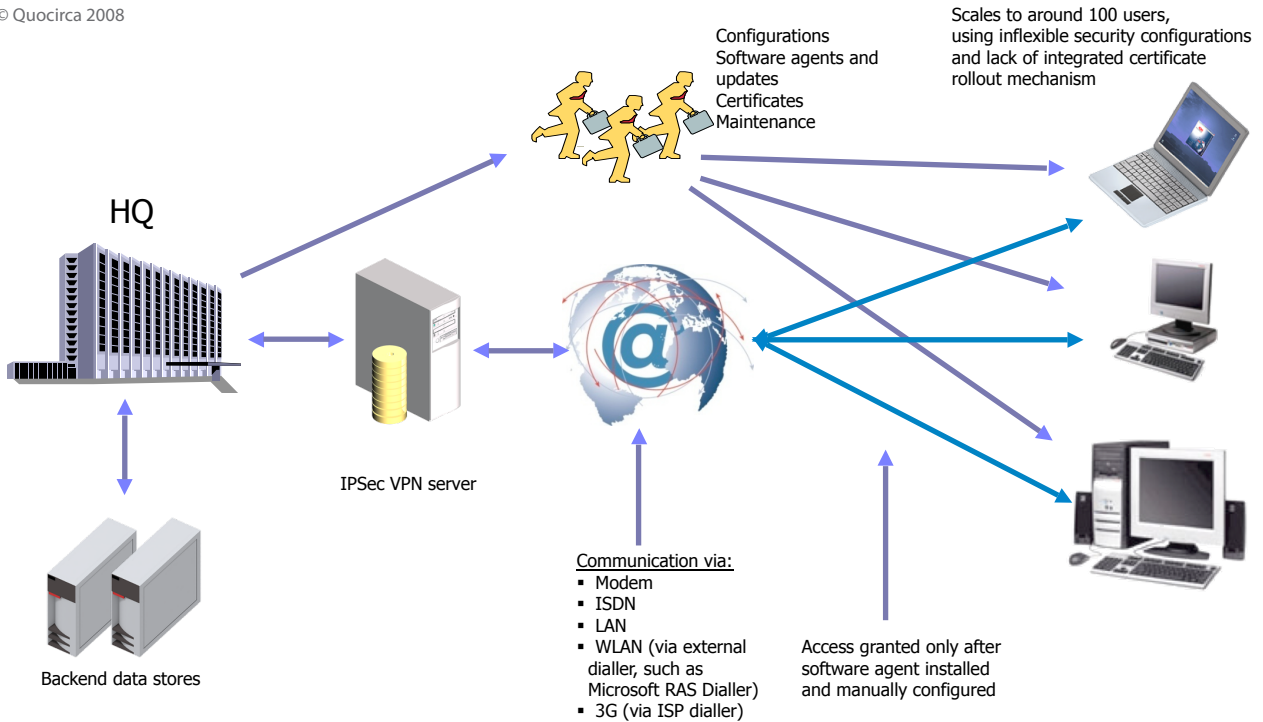 © Quocirca 2008
Configurations
Software agents and
updates
Certificates
Maintenance
Scales to around 100 users,
using inflexible security configurations
and lack of integrated certificate
rollout mechanism
HQ
@
IPSec VPN server
Backend data stores
Communication via:
▪ Modem
▪ ISDN
▪ LAN
▪ WLAN (via external
dialler, such as
Microsoft RAS Dialler)
▪ 3G (via ISP dialler)
Access granted only after
software agent installed
and manually configured